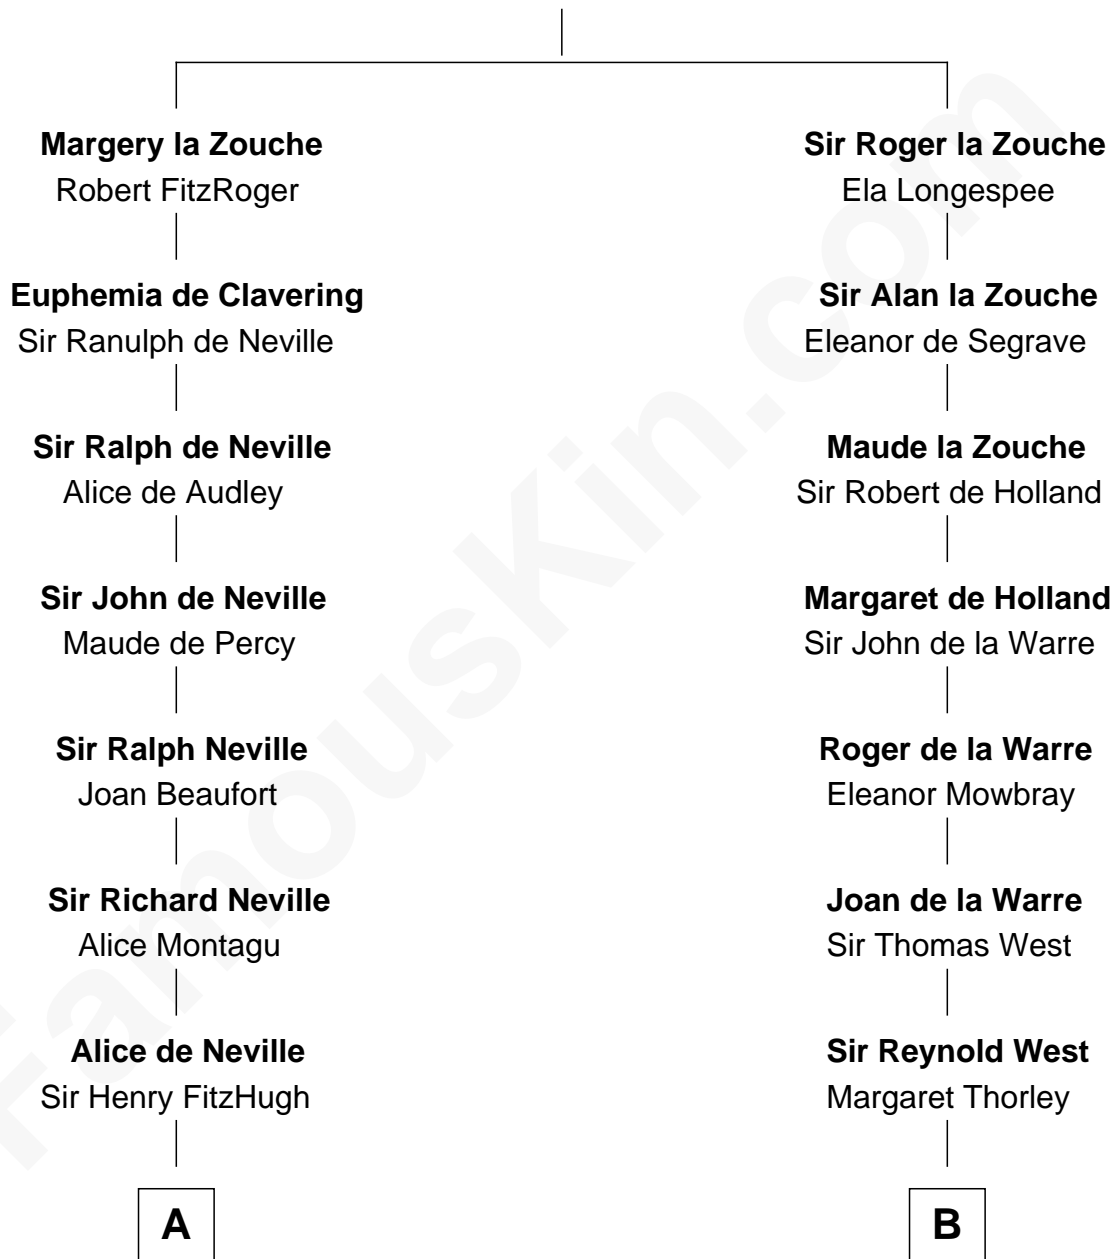 Margery la Zouche
Robert FitzRoger
Euphemia de Clavering
Sir Ranulph de Neville
Sir Ralph de Neville
Alice de Audley
Sir John de Neville
Maude de Percy
Sir Ralph Neville
Joan Beaufort
Sir Richard Neville
Alice Montagu
Alice de Neville
Sir Henry FitzHugh
A
Sir Roger la Zouche
Ela Longespee
Sir Alan la Zouche
Eleanor de Segrave
Maude la Zouche
Sir Robert de Holland
Margaret de Holland
Sir John de la Warre
Roger de la Warre
Eleanor Mowbray
Joan de la Warre
Sir Thomas West
Sir Reynold West
Margaret Thorley
B
FamousKin.com